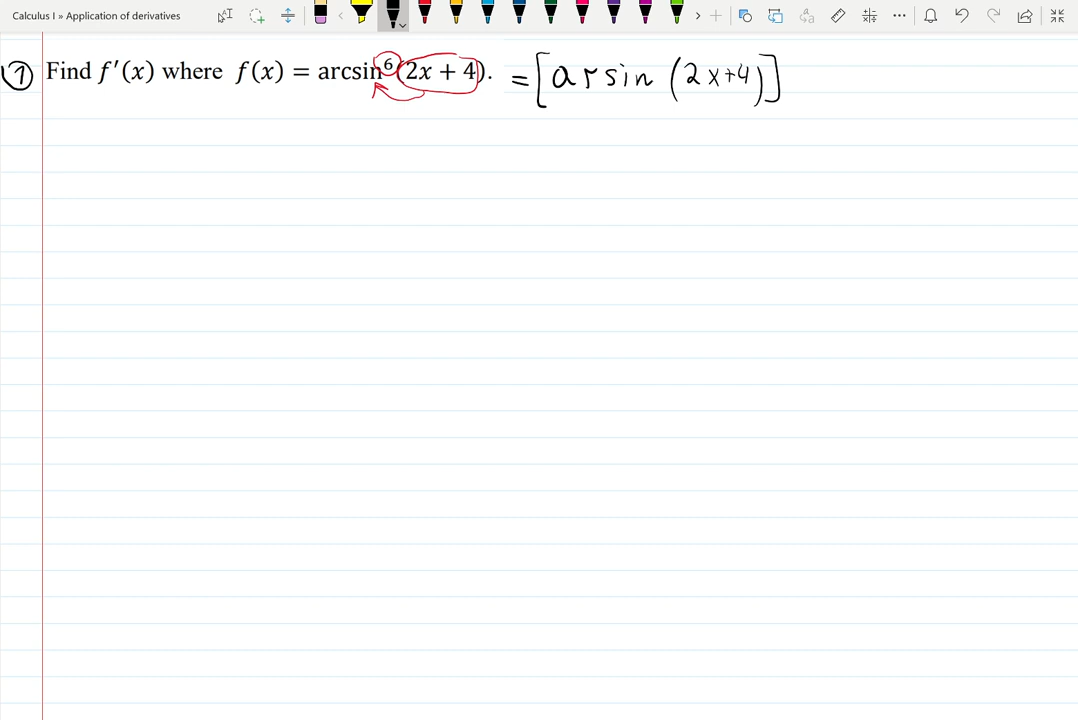 Calculus I » Application of derivatives
⑦ Find f′(x) where f(x) = arcsin⁶(2x + 4). = [arsin (2x+4)]